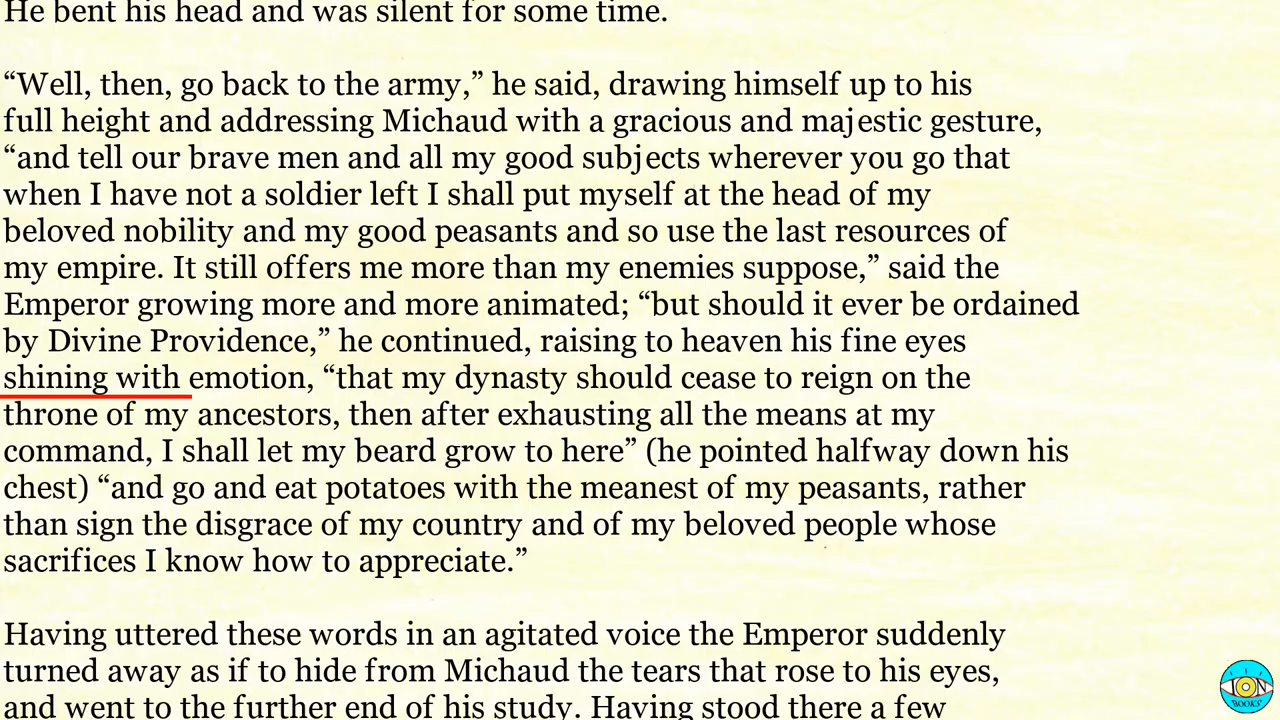 He bent his head and was silent for some time.
“Well, then, go back to the army,” he said, drawing himself up to his
full height and addressing Michaud with a gracious and majestic gesture,
“and tell our brave men and all my good subjects wherever you go that
when I have not a soldier left I shall put myself at the head of my
beloved nobility and my good peasants and so use the last resources of
my empire. It still offers me more than my enemies suppose,” said the
Emperor growing more and more animated; “but should it ever be ordained
by Divine Providence,” he continued, raising to heaven his fine eyes
shining with emotion, “that my dynasty should cease to reign on the
throne of my ancestors, then after exhausting all the means at my
command, I shall let my beard grow to here” (he pointed halfway down his
chest) “and go and eat potatoes with the meanest of my peasants, rather
than sign the disgrace of my country and of my beloved people whose
sacrifices I know how to appreciate.”
Having uttered these words in an agitated voice the Emperor suddenly
turned away as if to hide from Michaud the tears that rose to his eyes,
and went to the further end of his study. Having stood there a few
ION
BOOKS